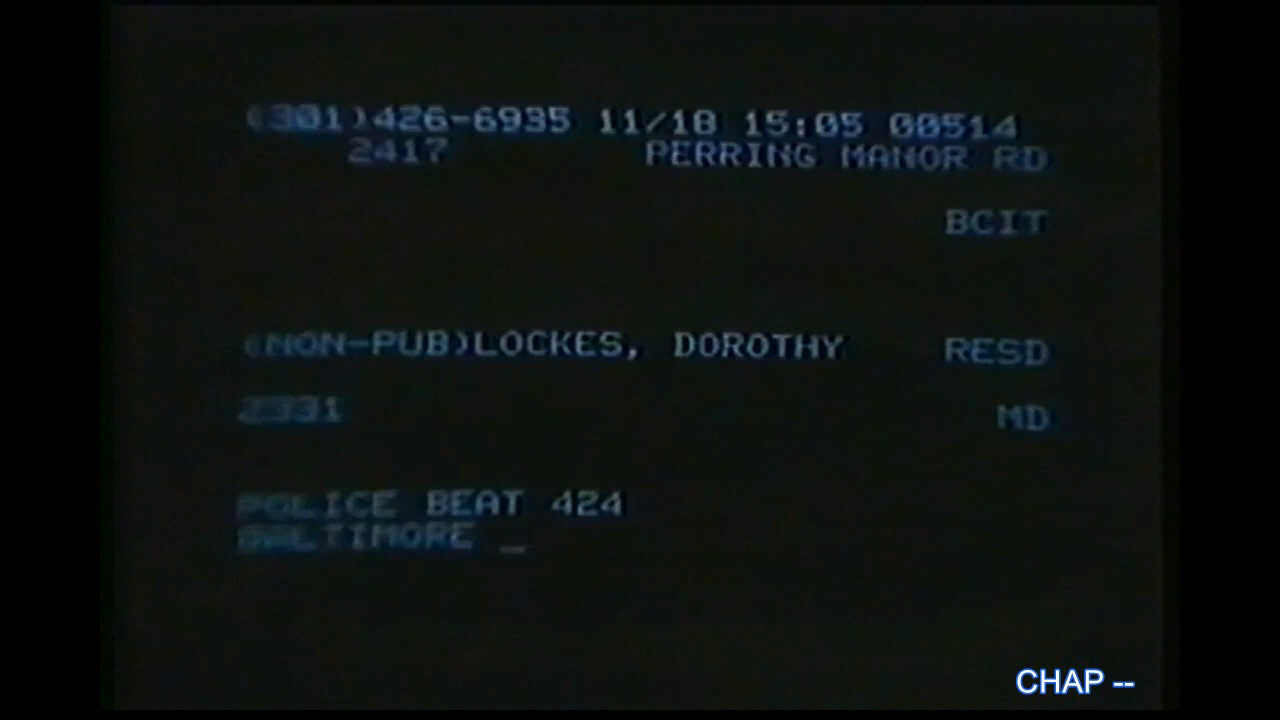 (301)426-6935 11/18 15:05 00514
2417 PERRING MANOR RD
BCIT
(NON-PUB)LOCKES, DOROTHY RESD
2331 MD
POLICE BEAT 424
BALTIMORE _
CHAP --